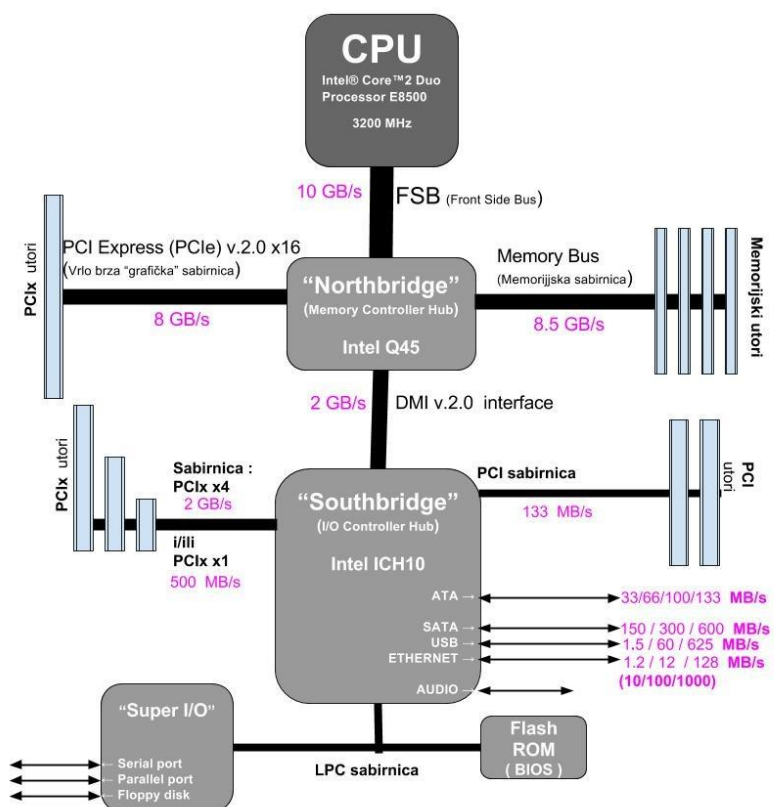 CPU
Intel® Core™2 Duo
Processor E8500
3200 MHz
10 GB/s
FSB (Front Side Bus)
PCI Express (PCIe) v.2.0 x16
(Vrlo brza “grafička” sabirnica)
8 GB/s
PCIx utori
“Northbridge”
(Memory Controller Hub)
Intel Q45
Memory Bus
(Memorijjska sabirnica)
8.5 GB/s
Memorijski utori
2 GB/s
DMI v.2.0 interface
PCIx utori
Sabirnica :
PCIx x4
2 GB/s
i/ili
PCIx x1
500 MB/s
“Southbridge”
(I/O Controller Hub)
Intel ICH10
PCI sabirnica
133 MB/s
PCI
utori
ATA → 33/66/100/133 MB/s
SATA → 150 / 300 / 600 MB/s
USB → 1.5 / 60 / 625 MB/s
ETHERNET → 1.2 / 12 / 128 MB/s
(10/100/1000)
AUDIO →
“Super I/O”
← Serial port
← Parallel port
← Floppy disk
LPC sabirnica
Flash
ROM
( BIOS )